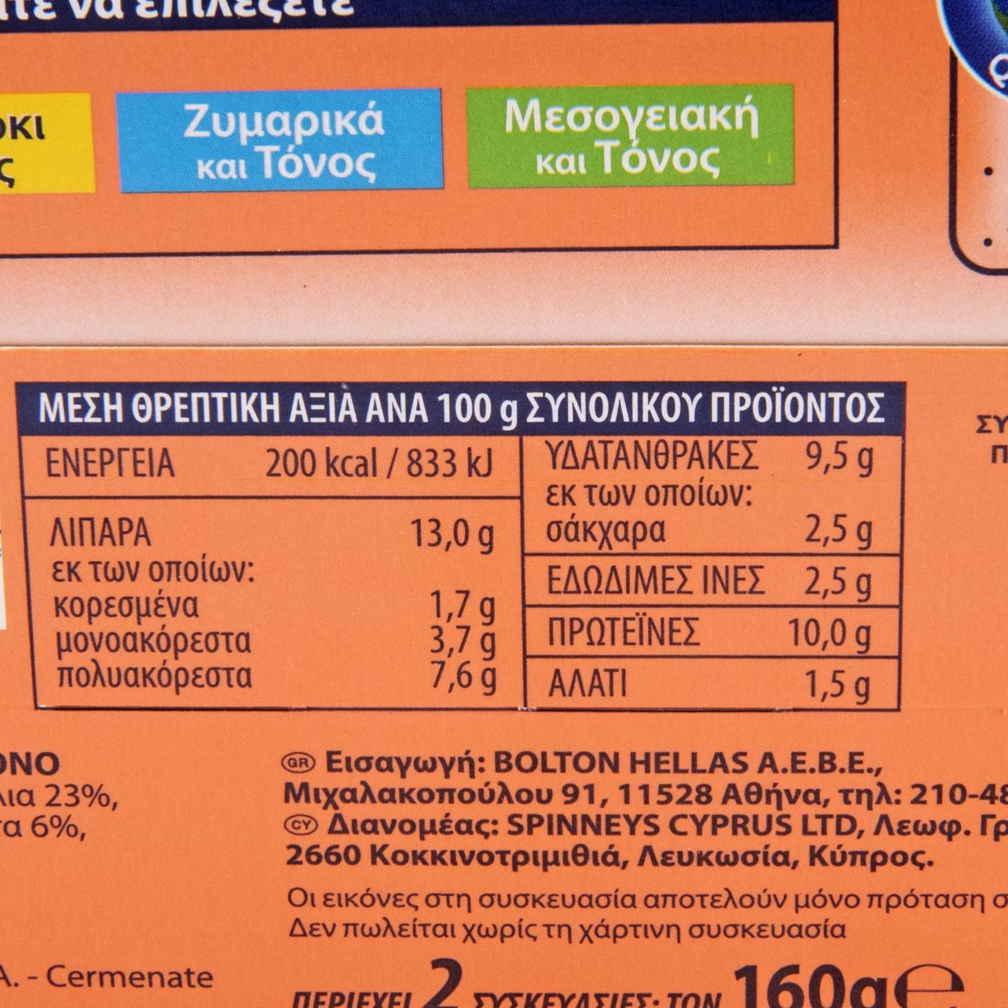 να επιλέξετε
Ζυμαρικά
και Τόνος
Μεσογειακή
και Τόνος
ΜΕΣΗ ΘΡΕΠΤΙΚΗ ΑΞΙΑ ΑΝΑ 100 g ΣΥΝΟΛΙΚΟΥ ΠΡΟΪΟΝΤΟΣ
ΕΝΕΡΓΕΙΑ 200 kcal / 833 kJ
ΛΙΠΑΡΑ 13,0 g
εκ των οποίων:
κορεσμένα 1,7 g
μονοακόρεστα 3,7 g
πολυακόρεστα 7,6 g
ΥΔΑΤΑΝΘΡΑΚΕΣ 9,5 g
εκ των οποίων:
σάκχαρα 2,5 g
ΕΔΩΔΙΜΕΣ ΙΝΕΣ 2,5 g
ΠΡΩΤΕΪΝΕΣ 10,0 g
ΑΛΑΤΙ 1,5 g
23%,
6%,
A. - Cermenate
GR Εισαγωγή: BOLTON HELLAS A.E.B.E.,
Μιχαλακοπούλου 91, 11528 Αθήνα, τηλ: 210-48
CY Διανομέας: SPINNEYS CYPRUS LTD, Λεωφ. Γρ
2660 Κοκκινοτριμιθιά, Λευκωσία, Κύπρος.
Οι εικόνες στη συσκευασία αποτελούν μόνο πρόταση σ
Δεν πωλείται χωρίς τη χάρτινη συσκευασία
ΠΕΡΙΕΧΕΙ 2 ΣΥΣΚΕΥΑΣΙΕΣ: ΤΩΝ 160g℮